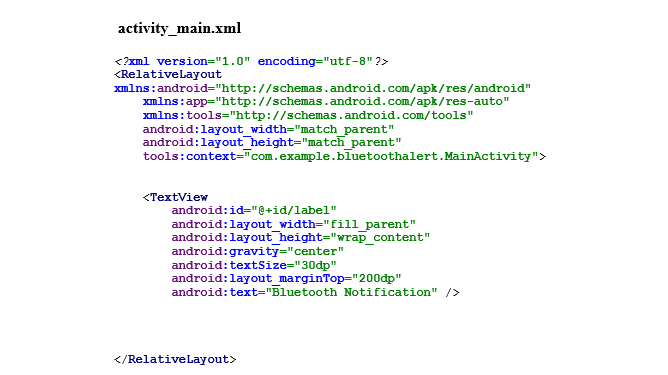 activity_main.xml
<?xml version="1.0" encoding="utf-8"?>
<RelativeLayout
xmlns:android="http://schemas.android.com/apk/res/android"
    xmlns:app="http://schemas.android.com/apk/res-auto"
    xmlns:tools="http://schemas.android.com/tools"
    android:layout_width="match_parent"
    android:layout_height="match_parent"
    tools:context="com.example.bluetoothalert.MainActivity">
    <TextView
        android:id="@+id/label"
        android:layout_width="fill_parent"
        android:layout_height="wrap_content"
        android:gravity="center"
        android:textSize="30dp"
        android:layout_marginTop="200dp"
        android:text="Bluetooth Notification" />
</RelativeLayout>